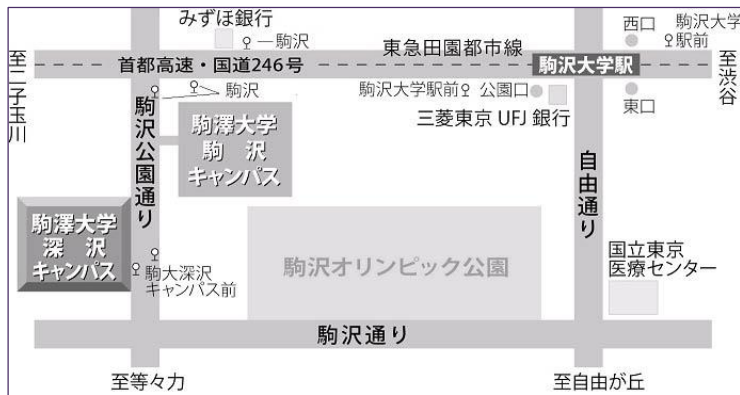 みずほ銀行
駒沢
西口
駒沢大学
駅前
至二子玉川
首都高速・国道246号
東急田園都市線
駒沢大学駅
至渋谷
駒沢
駒沢大学駅前
公園口
東口
三菱東京UFJ銀行
駒沢公園通り
駒澤大学
駒 沢
キャンパス
自由通り
駒澤大学
深 沢
キャンパス
駒大深沢
キャンパス前
駒沢オリンピック公園
国立東京
医療センター
駒沢通り
至等々力
至自由が丘